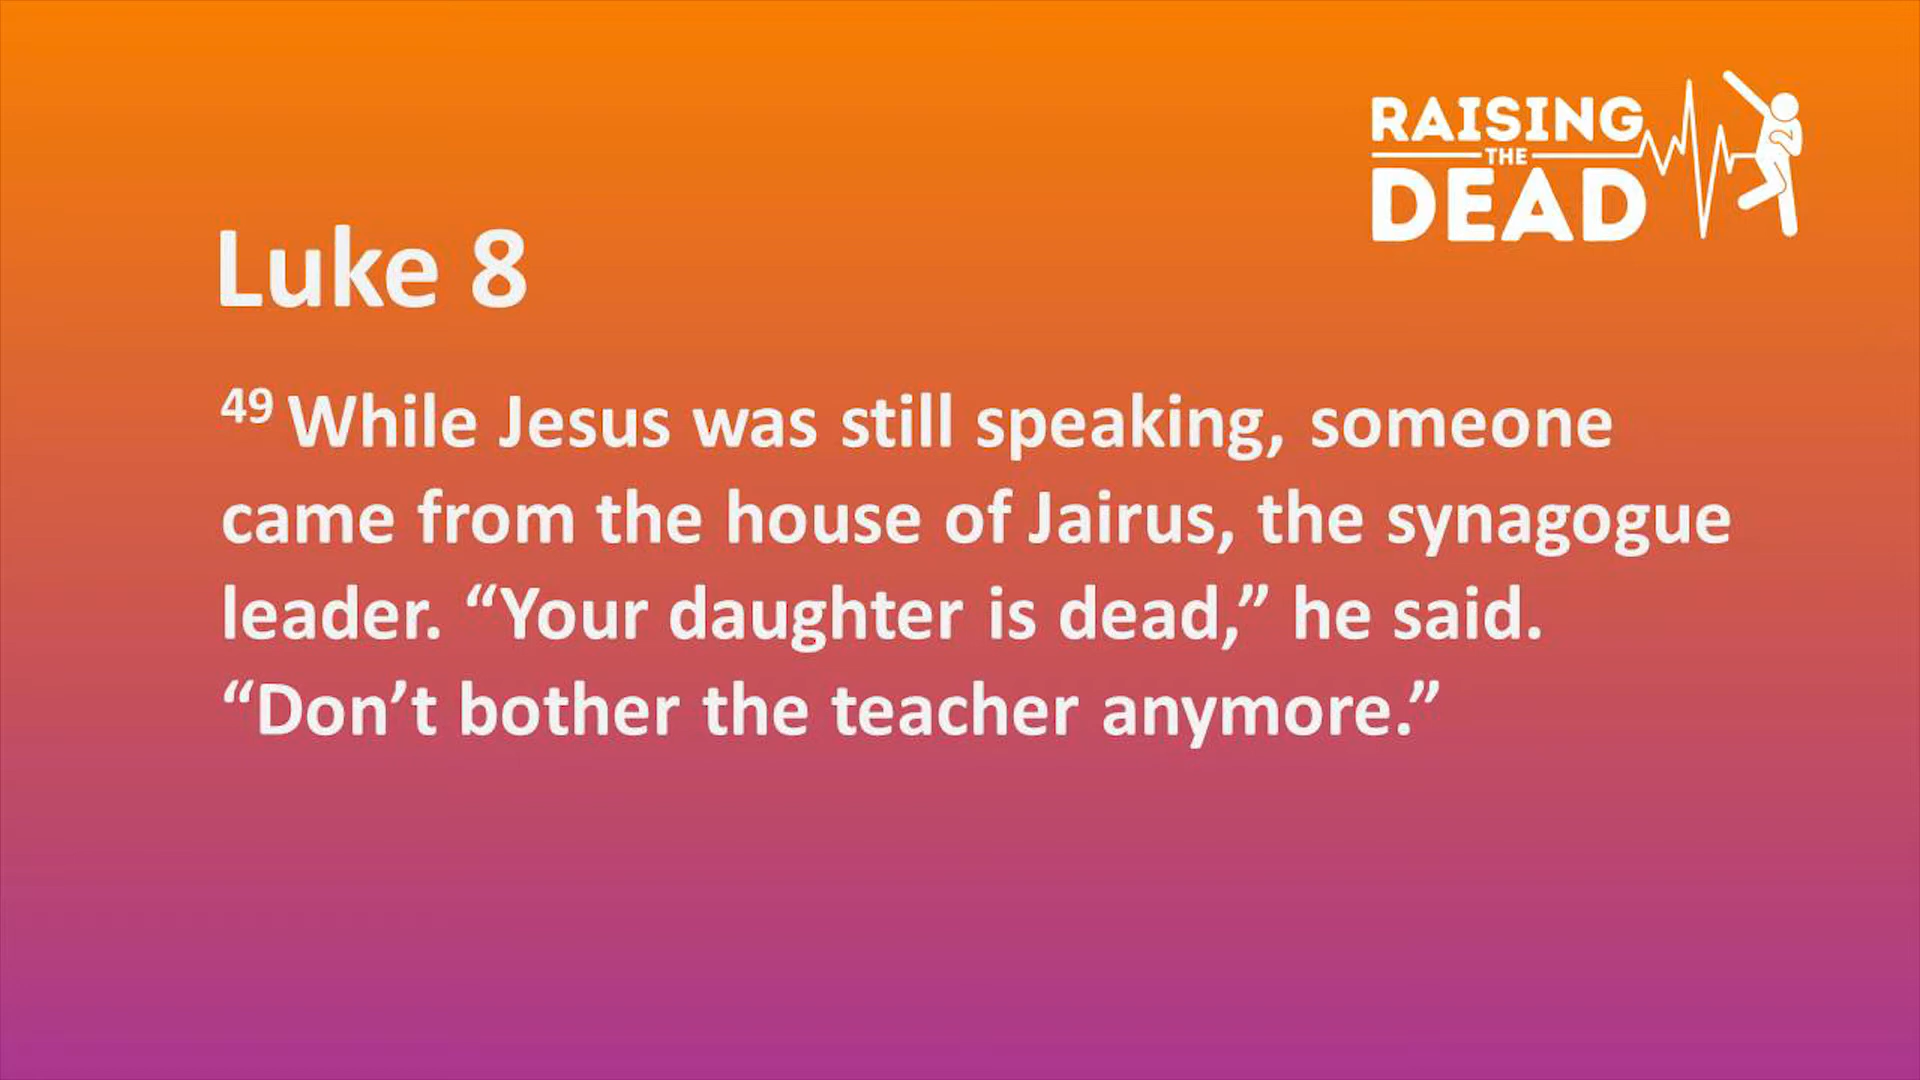 RAISING
THE
DEAD
Luke 8
49 While Jesus was still speaking, someone
came from the house of Jairus, the synagogue
leader. “Your daughter is dead,” he said.
“Don’t bother the teacher anymore.”